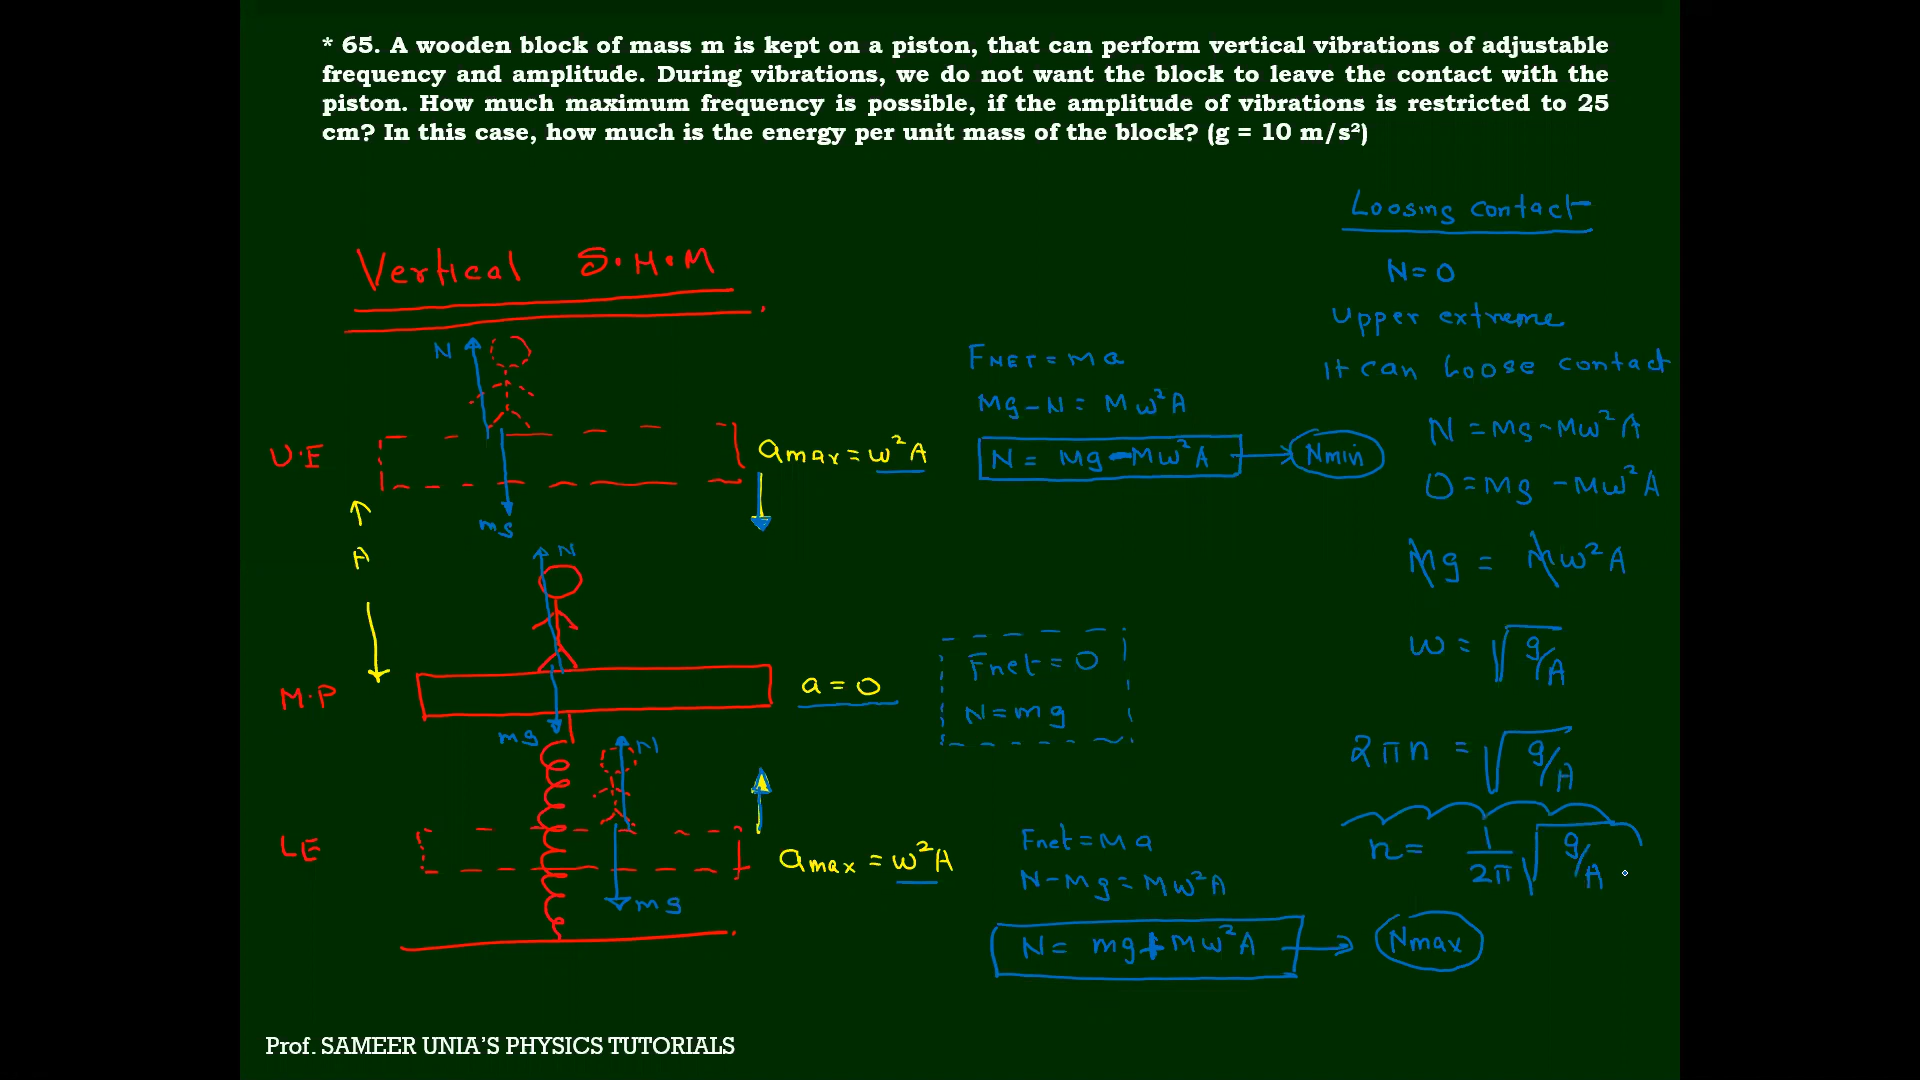 * 65. A wooden block of mass m is kept on a piston, that can perform vertical vibrations of adjustable
frequency and amplitude. During vibrations, we do not want the block to leave the contact with the
piston. How much maximum frequency is possible, if the amplitude of vibrations is restricted to 25
cm? In this case, how much is the energy per unit mass of the block? (g = 10 m/s²)
Vertical S.H.M
N
U.E
mg
A
amax = ω²A
FNET = ma
Mg - N = Mω²A
N = Mg - Mω²A
Nmin
N
M.P
mg
a = 0
Fnet = 0
N = mg
N
LE
mg
amax = ω²A
Fnet = Ma
N - Mg = Mω²A
N = mg + Mω²A
Nmax
Loosing contact
N = 0
Upper extreme
It can Loose contact
N = Mg - Mω²A
0 = Mg - Mω²A
Mg = Mω²A
ω = √g/A
2πn = √g/A
n = 1/2π √g/A
Prof. SAMEER UNIA'S PHYSICS TUTORIALS